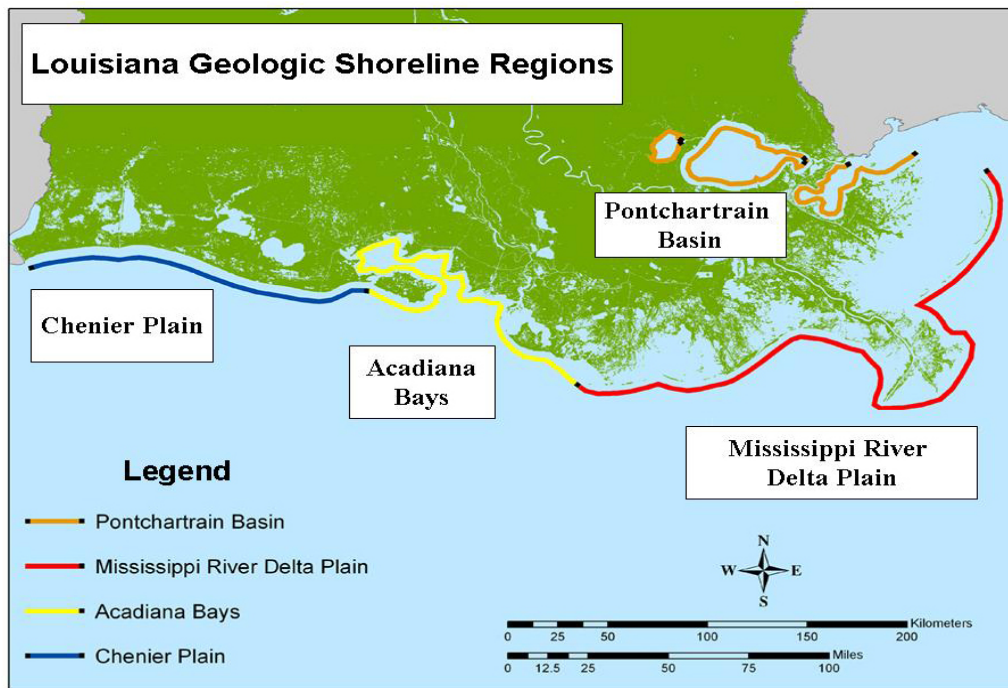 Louisiana Geologic Shoreline Regions
Pontchartrain
Basin
Chenier Plain
Acadiana
Bays
Mississippi River
Delta Plain
Legend
Pontchartrain Basin
Mississippi River Delta Plain
Acadiana Bays
Chenier Plain
N
W E
S
Kilometers
0 25 50 100 150 200
Miles
0 12.5 25 50 75 100